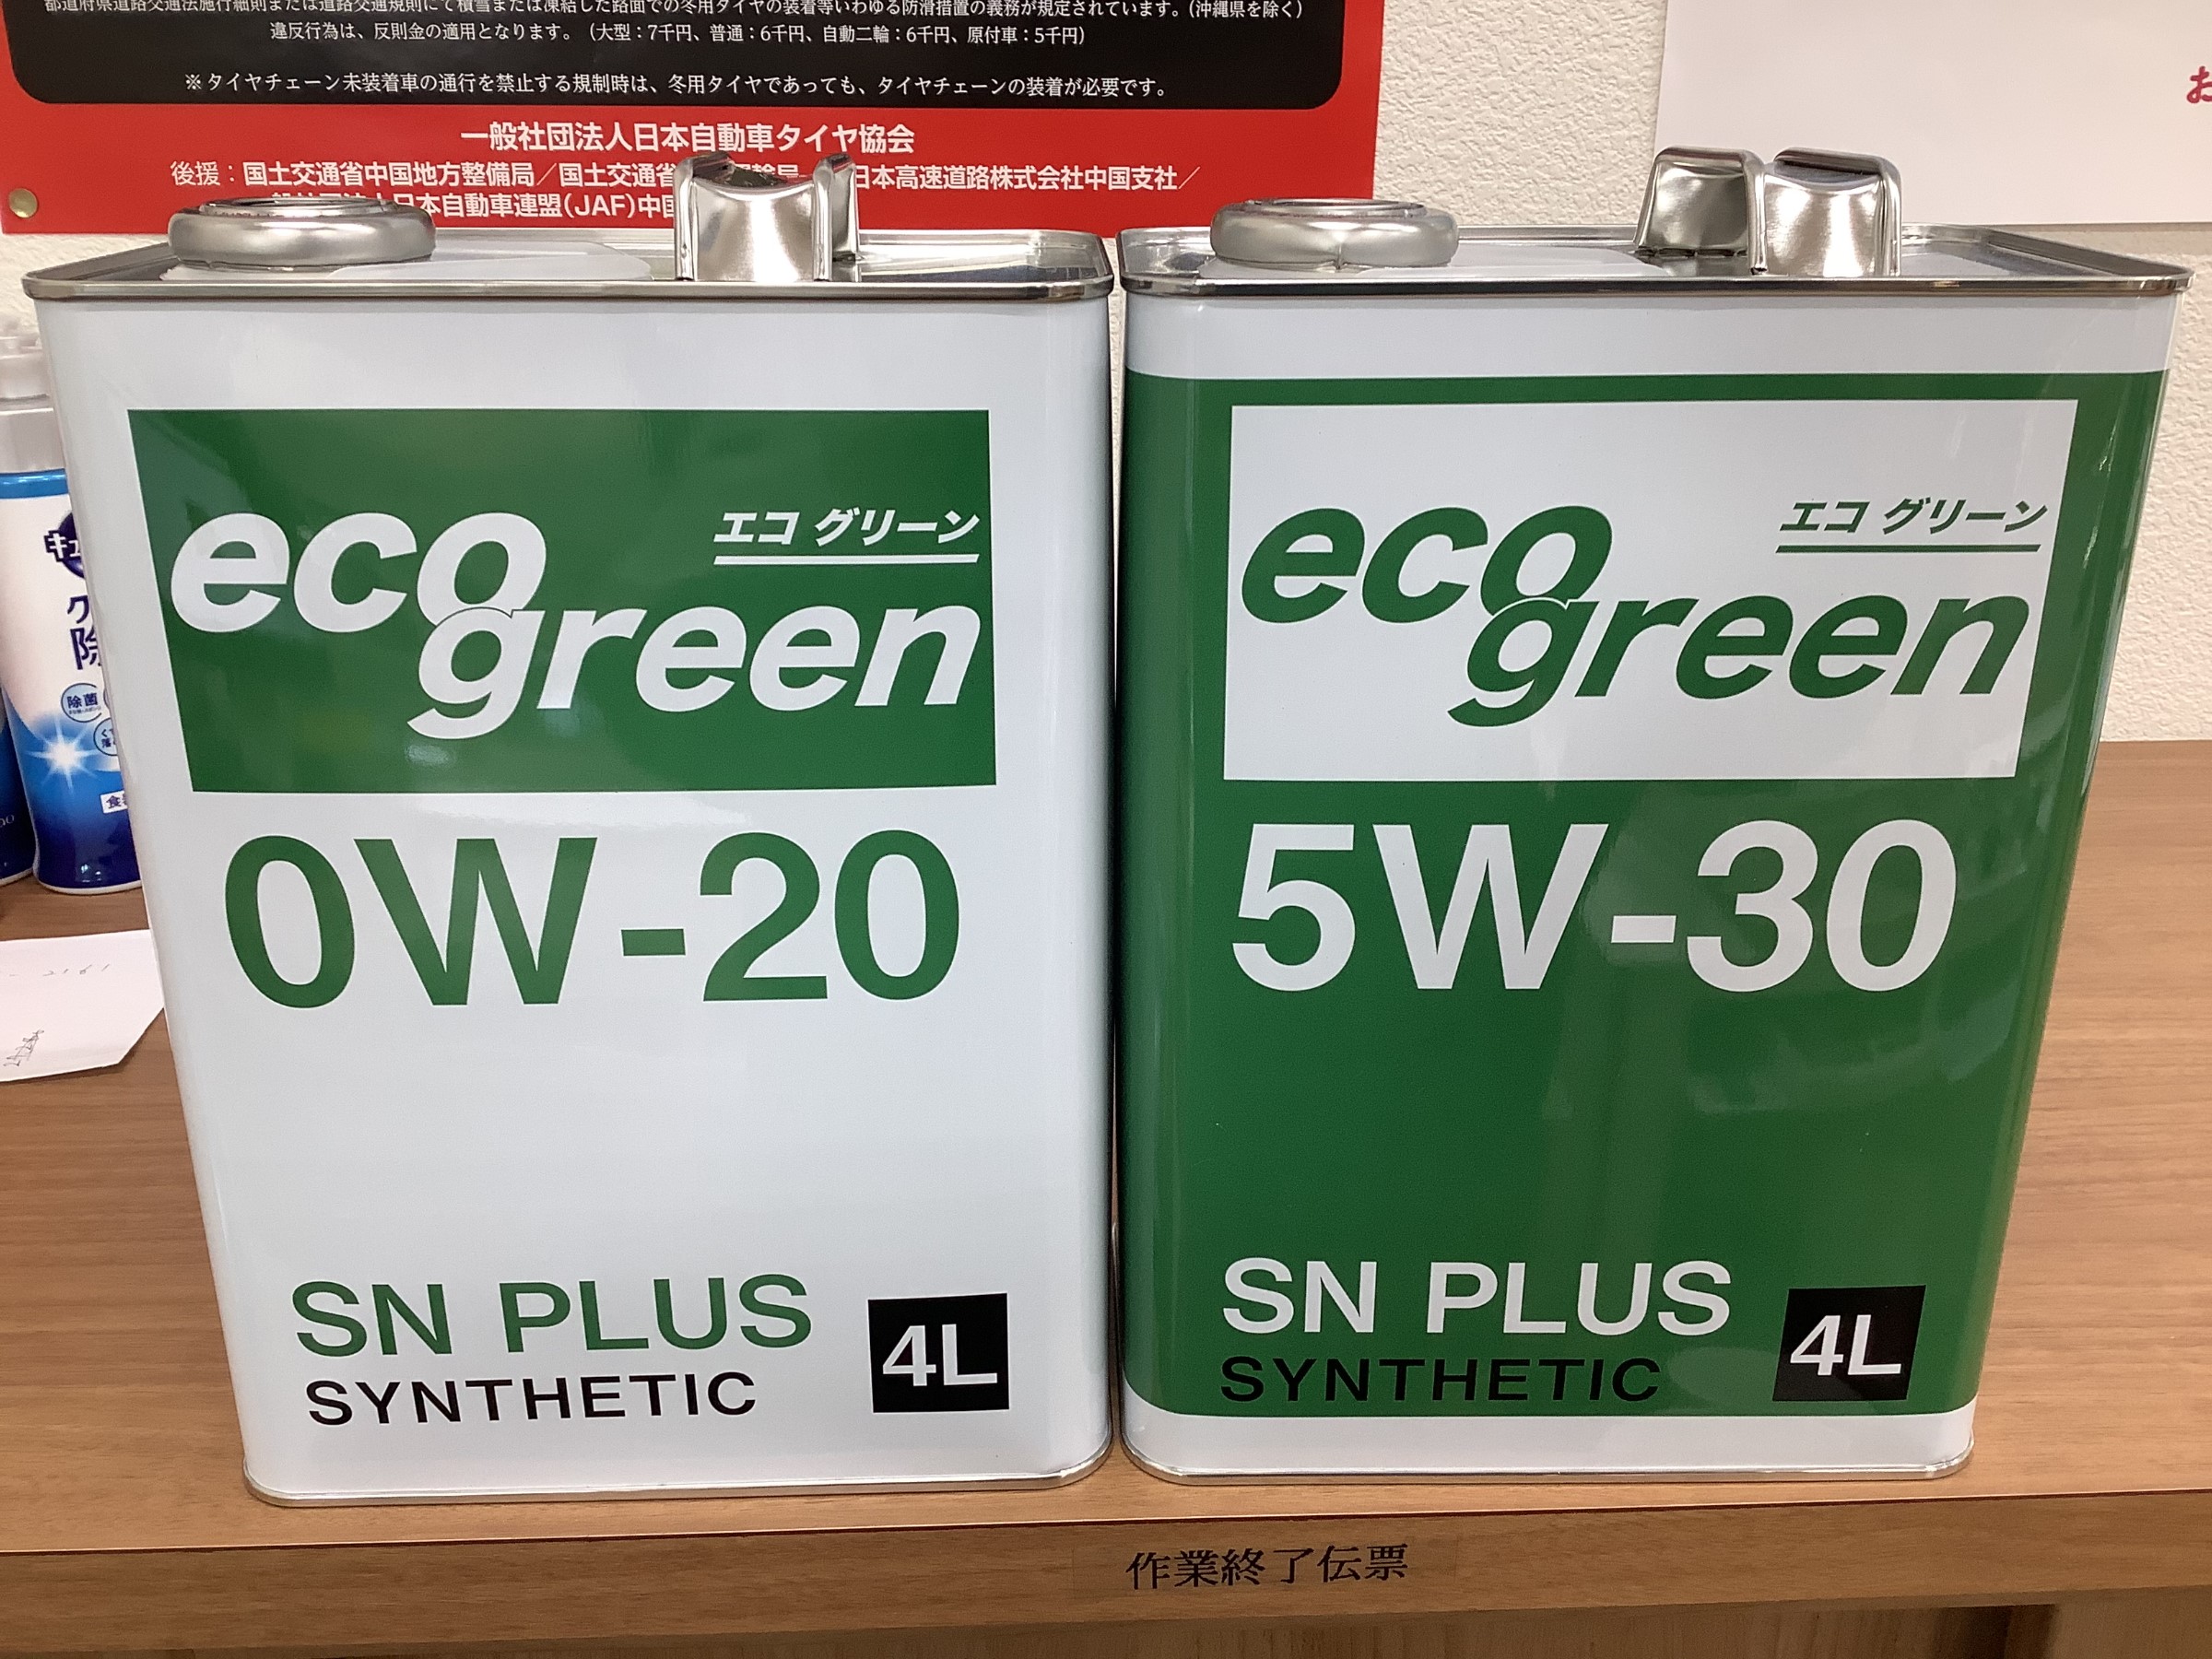 都道府県道路交通法施行細則または道路交通規則にて積雪または凍結した路面での冬用タイヤの装着等いわゆる防滑措置の義務が規定されています。(沖縄県を除く)
違反行為は、反則金の適用となります。(大型:7千円、普通:6千円、自動二輪:6千円、原付車:5千円)
※タイヤチェーン未装着車の通行を禁止する規制時は、冬用タイヤであっても、タイヤチェーンの装着が必要です。
一般社団法人日本自動車タイヤ協会
後援:国土交通省中国地方整備局/国土交通省 日本高速道路株式会社中国支社/
日本自動車連盟(JAF)中国
お
eco
エコ グリーン
green
0W-20
SN PLUS
SYNTHETIC
4L
eco
エコ グリーン
green
5W-30
SN PLUS
SYNTHETIC
4L
除菌
作業終了伝票